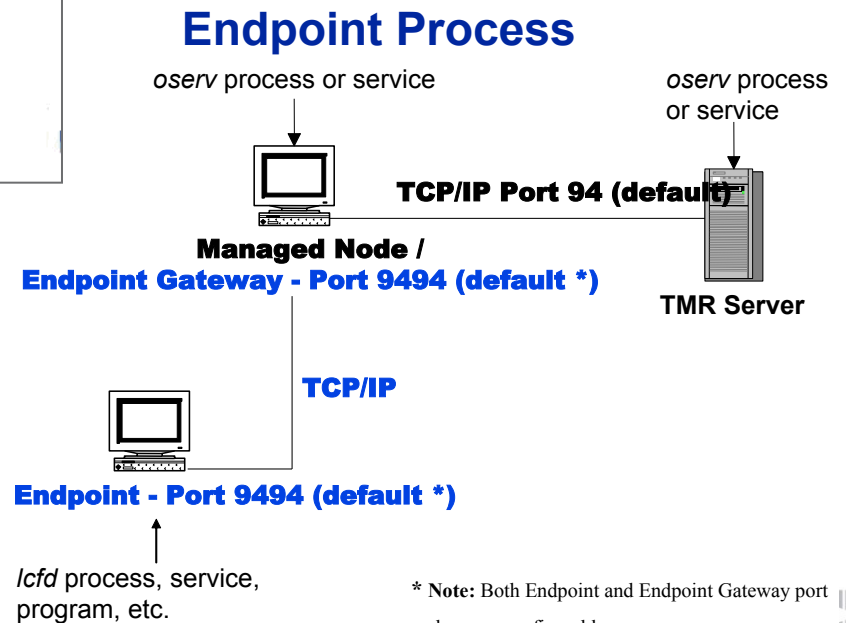 Endpoint Process
oserv process or service
oserv process
or service
TCP/IP Port 94 (default)
Managed Node /
Endpoint Gateway - Port 9494 (default *)
TMR Server
TCP/IP
Endpoint - Port 9494 (default *)
lcfd process, service,
program, etc.
* Note: Both Endpoint and Endpoint Gateway port